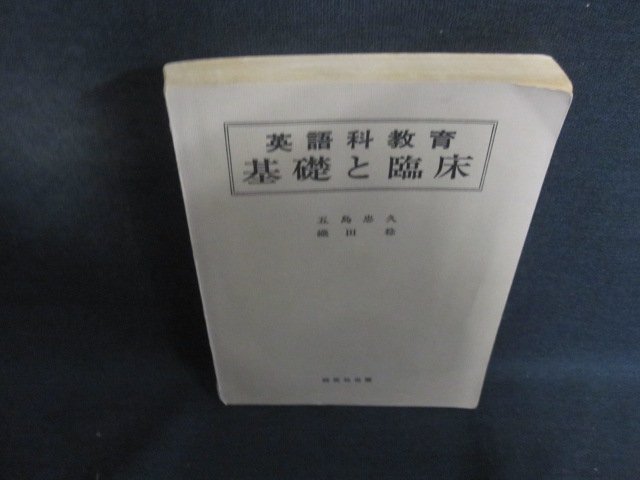 英語科教育
基礎と臨床
五島忠久
織田稔